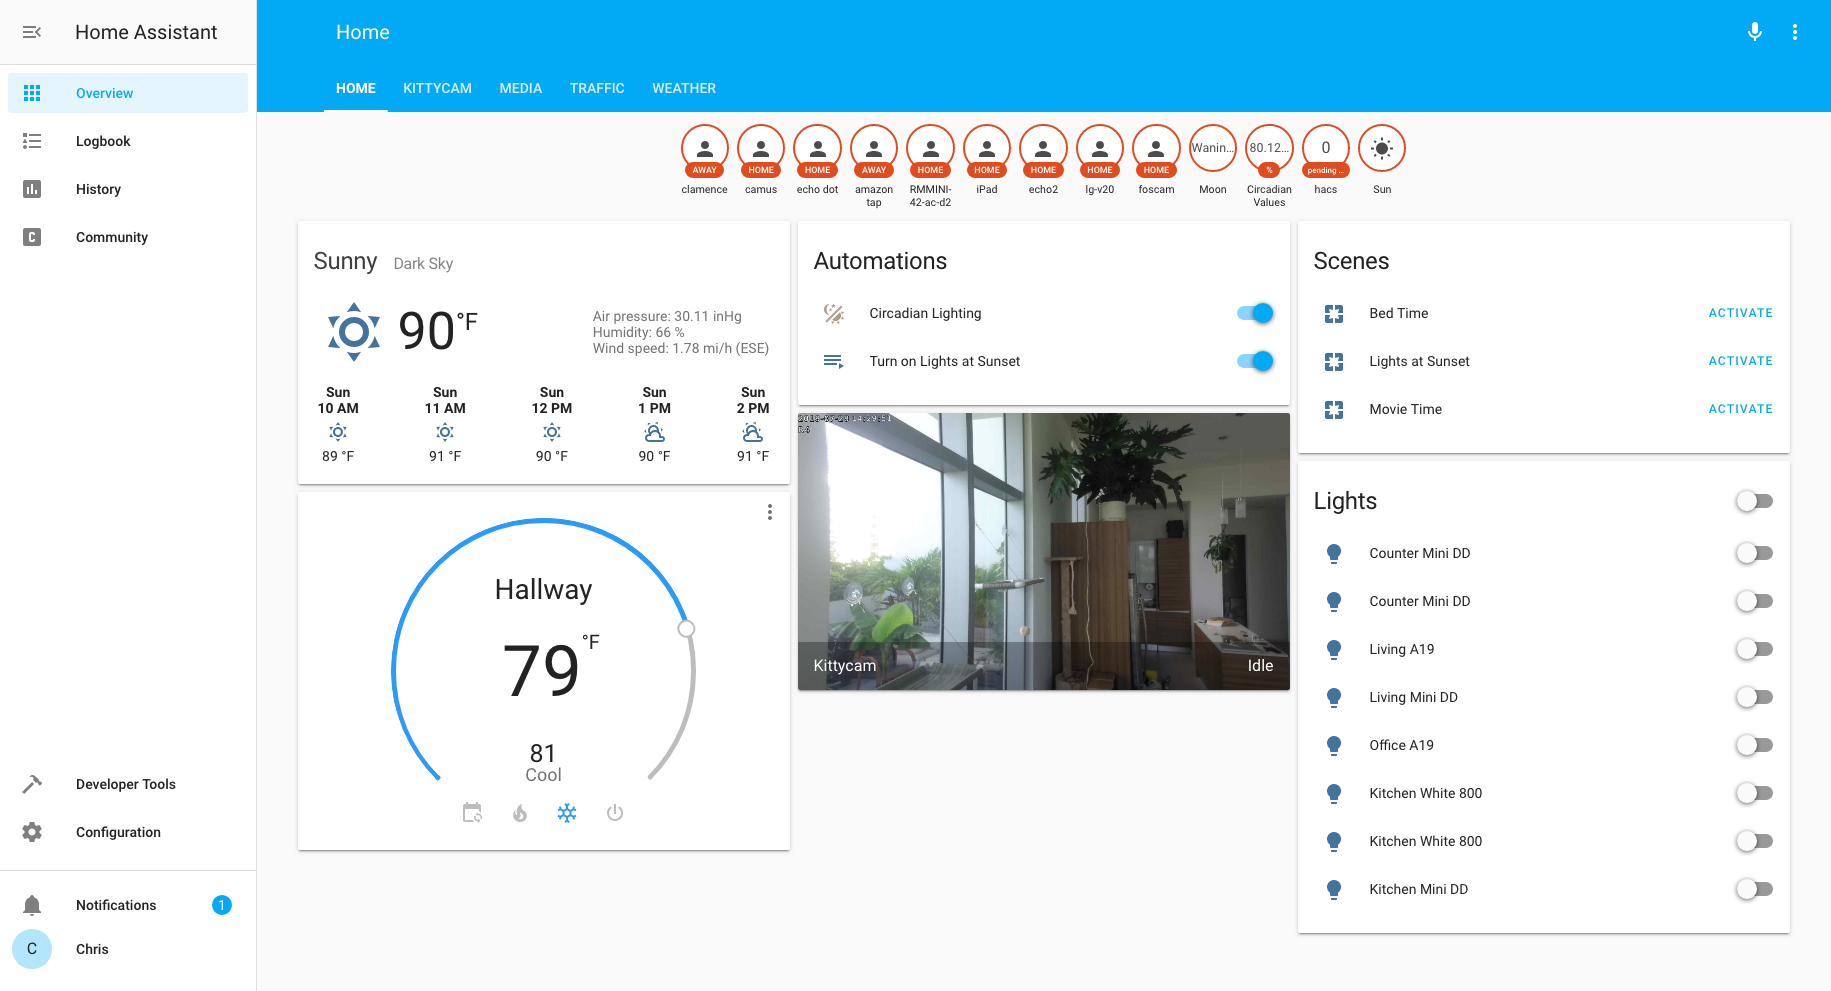 Home Assistant
Overview
Logbook
History
Community
Developer Tools
Configuration
Notifications 1
C Chris
Home
HOME KITTYCAM MEDIA TRAFFIC WEATHER
AWAY HOME HOME AWAY HOME HOME HOME HOME HOME Wanin... 80.12... % 0 pending ...
clamence camus echo dot amazon tap RMMINI-42-ac-d2 iPad echo2 lg-v20 foscam Moon Circadian Values hacs Sun
Sunny Dark Sky
90 °F
Air pressure: 30.11 inHg
Humidity: 66 %
Wind speed: 1.78 mi/h (ESE)
Sun Sun Sun Sun Sun
10 AM 11 AM 12 PM 1 PM 2 PM
89 °F 91 °F 90 °F 90 °F 91 °F
Hallway
79 °F
81
Cool
Automations
Circadian Lighting
Turn on Lights at Sunset
Kittycam Idle
Scenes
Bed Time ACTIVATE
Lights at Sunset ACTIVATE
Movie Time ACTIVATE
Lights
Counter Mini DD
Counter Mini DD
Living A19
Living Mini DD
Office A19
Kitchen White 800
Kitchen White 800
Kitchen Mini DD